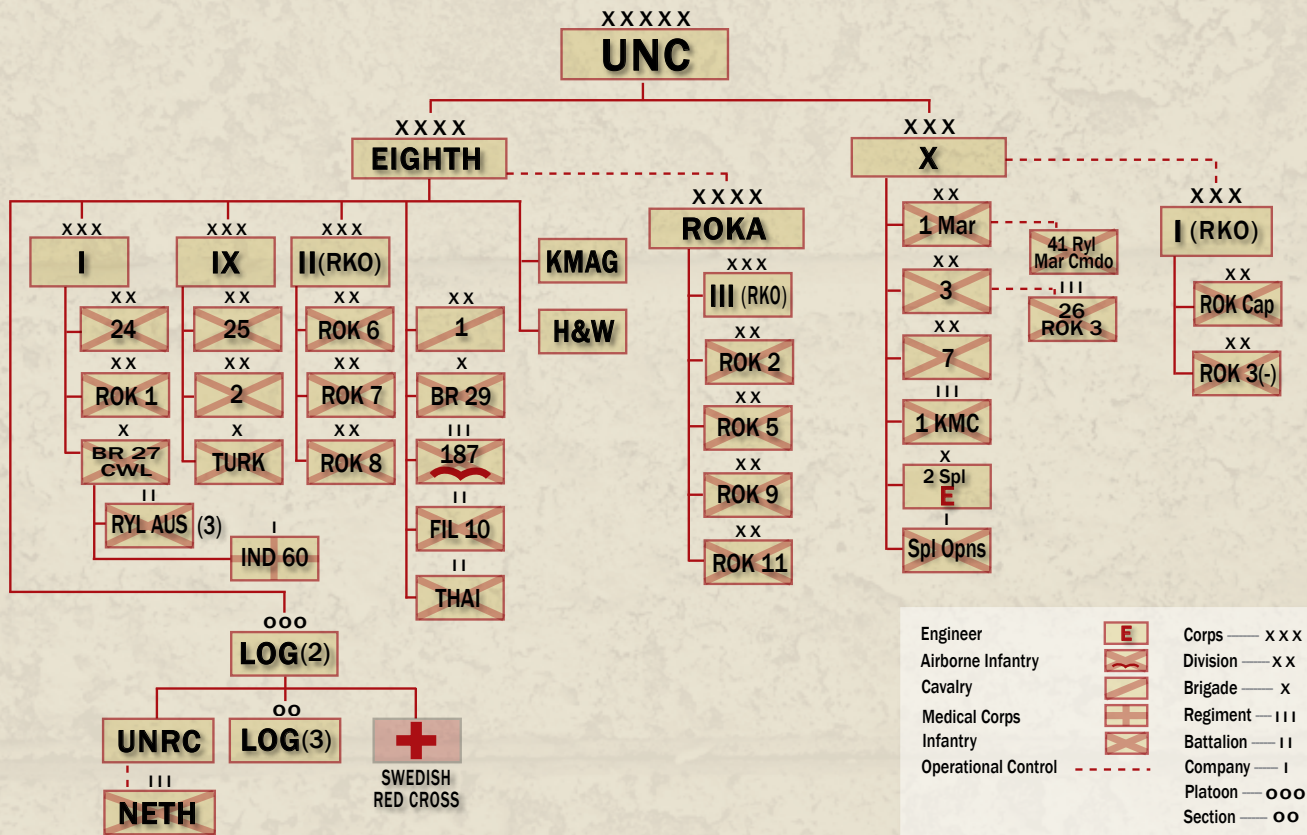 XXXXX
UNC
XXXX
EIGHTH
XXX
X
XXXX
ROKA
XXX
I (RKO)
XXX
I
XXX
IX
XXX
II(RKO)
KMAG
H&W
XX
24
XX
ROK 1
X
BR 27
CWL
II
RYL AUS (3)
I
IND 60
XX
25
XX
2
X
TURK
XX
ROK 6
XX
ROK 7
XX
ROK 8
XX
1
X
BR 29
III
187
II
FIL 10
II
THAI
XXX
III (RKO)
XX
ROK 2
XX
ROK 5
XX
ROK 9
XX
ROK 11
XX
1 Mar
41 Ryl
Mar Cmdo
XX
3
III
26
ROK 3
XX
7
III
1 KMC
X
2 Spl
E
I
Spl Opns
XX
ROK Cap
XX
ROK 3(-)
OOO
LOG(2)
UNRC
OO
LOG(3)
SWEDISH
RED CROSS
III
NETH
Engineer E
Airborne Infantry
Cavalry
Medical Corps
Infantry
Operational Control
Corps XXX
Division XX
Brigade X
Regiment III
Battalion II
Company I
Platoon OOO
Section OO